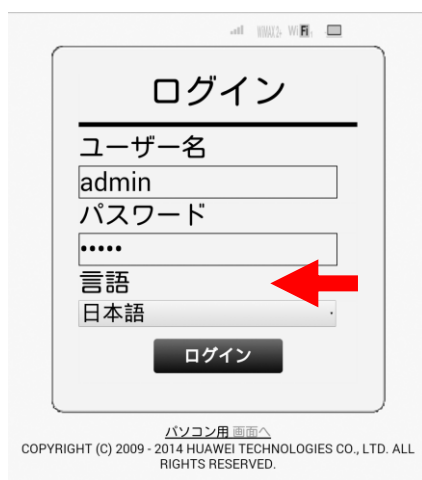 WiMAX2+ WiFi
ログイン
ユーザー名
admin
パスワード
•••••
言語
日本語
ログイン
パソコン用 画面へ
COPYRIGHT (C) 2009 - 2014 HUAWEI TECHNOLOGIES CO., LTD. ALL
RIGHTS RESERVED.